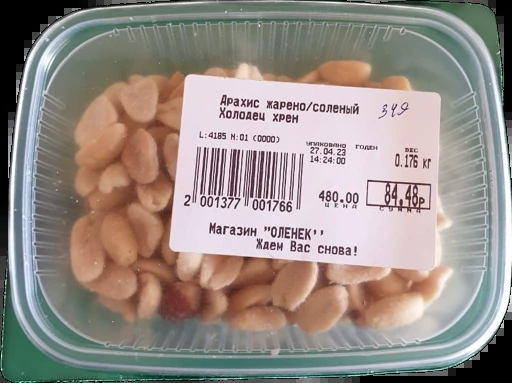 Арахис жарено/соленый
Холодец хрен
L:4185 N:01 (0000)
УПАКОВАНО ГОДЕН ВЕС
27.04.23
14:24:00
0.176 кг
480.00 84.48р
ЦЕНА СУММА
2 001377 001766
Магазин "ОЛЕНЕК''
Ждем Вас снова!